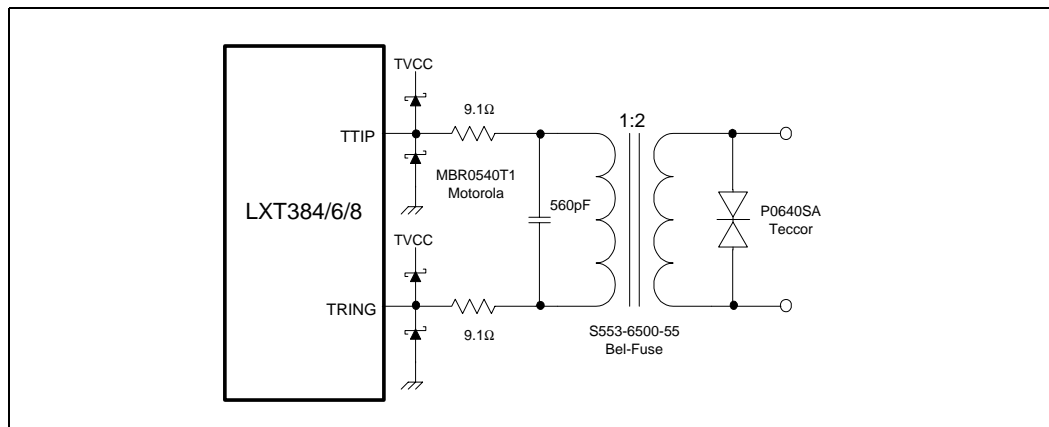 TVCC
9.1Ω
1:2
TTIP
MBR0540T1
Motorola
560pF
P0640SA
Teccor
LXT384/6/8
TVCC
TRING
9.1Ω
S553-6500-55
Bel-Fuse